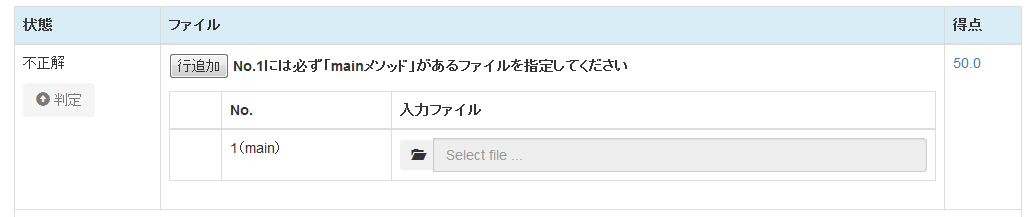 状態 ファイル 得点
不正解 行追加 No.1には必ず「mainメソッド」があるファイルを指定してください 50.0
判定
No. 入力ファイル
1(main) Select file ...